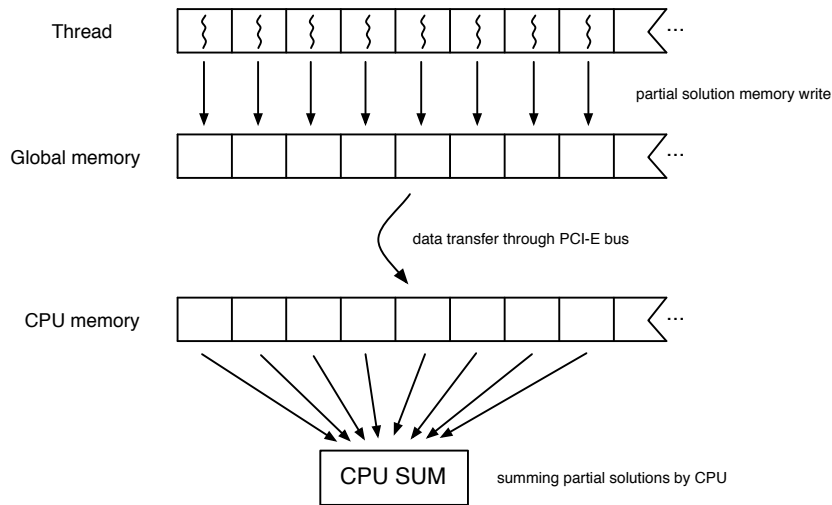 Thread
...
partial solution memory write
Global memory
...
data transfer through PCI-E bus
CPU memory
...
CPU SUM
summing partial solutions by CPU